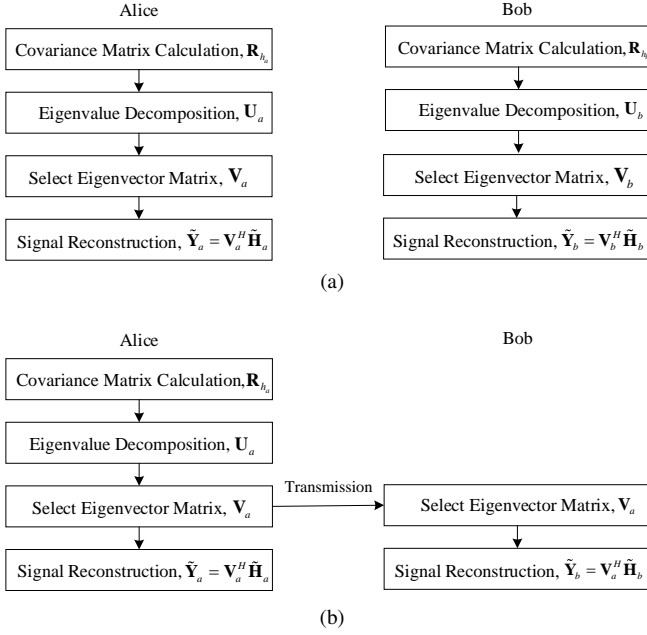 Alice
Bob
Covariance Matrix Calculation, R_{h_a}
Covariance Matrix Calculation, R_{h_b}
Eigenvalue Decomposition, U_a
Eigenvalue Decomposition, U_b
Select Eigenvector Matrix, V_a
Select Eigenvector Matrix, V_b
Signal Reconstruction, Ỹ_a = V_a^H H̃_a
Signal Reconstruction, Ỹ_b = V_b^H H̃_b
(a)
Alice
Bob
Covariance Matrix Calculation, R_{h_a}
Eigenvalue Decomposition, U_a
Select Eigenvector Matrix, V_a
Transmission
Select Eigenvector Matrix, V_a
Signal Reconstruction, Ỹ_a = V_a^H H̃_a
Signal Reconstruction, Ỹ_b = V_a^H H̃_b
(b)